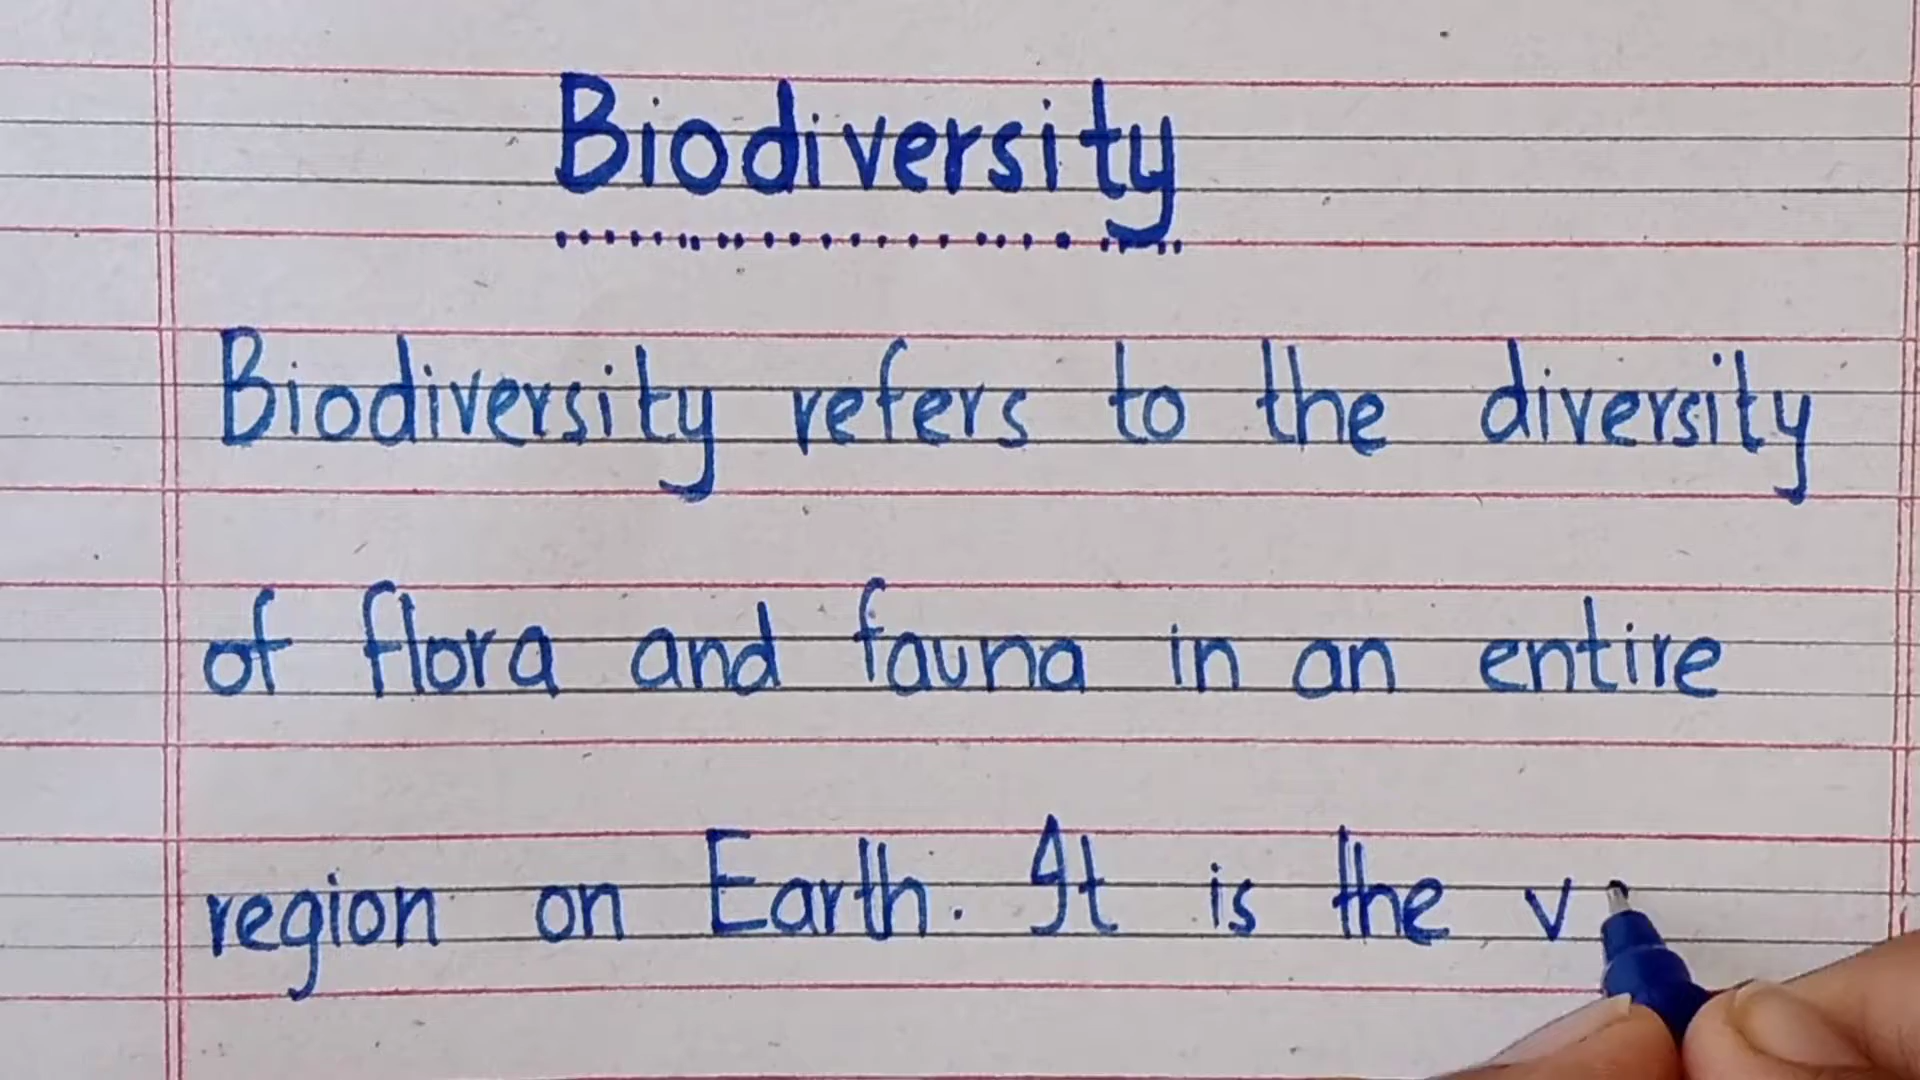 Biodiversity
Biodiversity refers to the diversity
of flora and fauna in an entire
region on Earth. It is the v